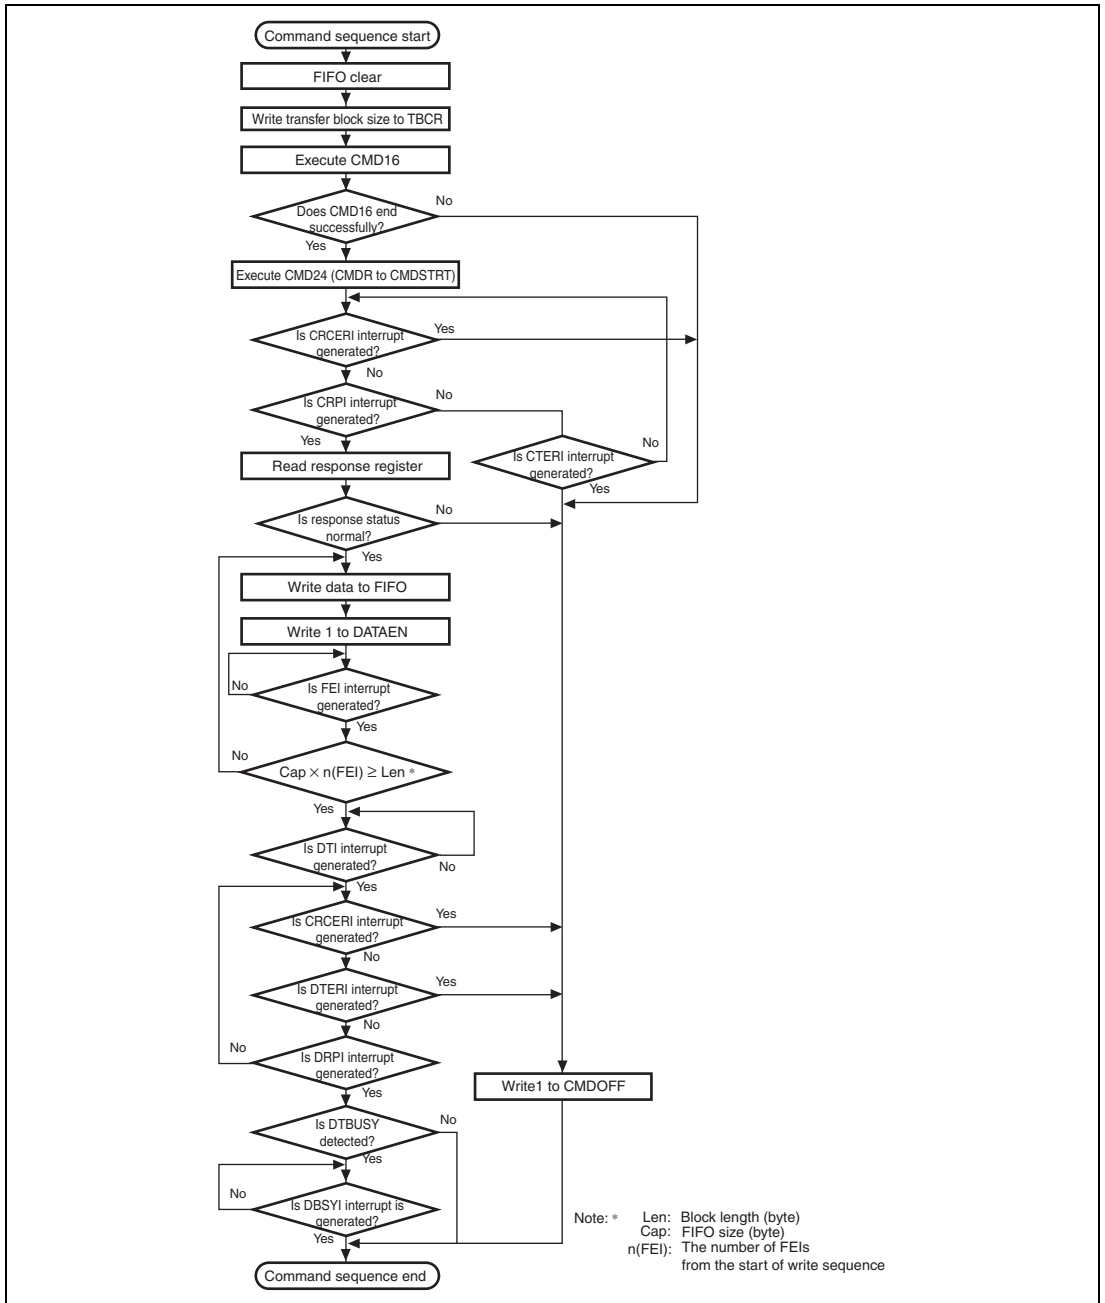 Command sequence start
FIFO clear
Write transfer block size to TBCR
Execute CMD16
No
Does CMD16 end
successfully?
Yes
Execute CMD24 (CMDR to CMDSTRT)
Yes
Is CRCERI interrupt
generated?
No
No
Is CRPI interrupt
generated?
Yes
No
Is CTERI interrupt
generated?
Yes
Read response register
No
Is response status
normal?
Yes
Write data to FIFO
Write 1 to DATAEN
No
Is FEI interrupt
generated?
Yes
No
Cap × n(FEI) ≥ Len *
Yes
Is DTI interrupt
generated?
No
Yes
Yes
Is CRCERI interrupt
generated?
No
Yes
Is DTERI interrupt
generated?
No
No
Is DRPI interrupt
generated?
Yes
Write1 to CMDOFF
No
Is DTBUSY
detected?
Yes
No
Is DBSYI interrupt is
generated?
Yes
Note: * Len: Block length (byte)
Cap: FIFO size (byte)
n(FEI): The number of FEIs
from the start of write sequence
Command sequence end